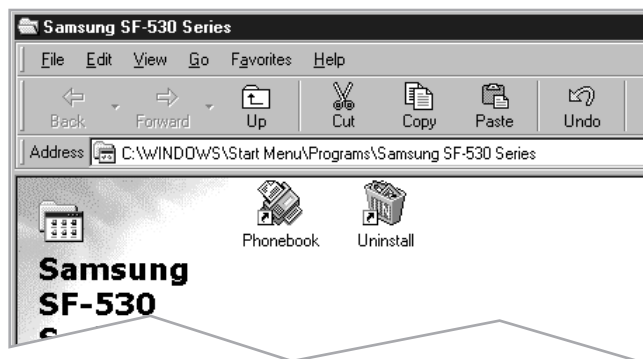 Samsung SF-530 Series
File Edit View Go Favorites Help
Back Forward Up Cut Copy Paste Undo
Address C:\WINDOWS\Start Menu\Programs\Samsung SF-530 Series
Phonebook Uninstall
Samsung
SF-530